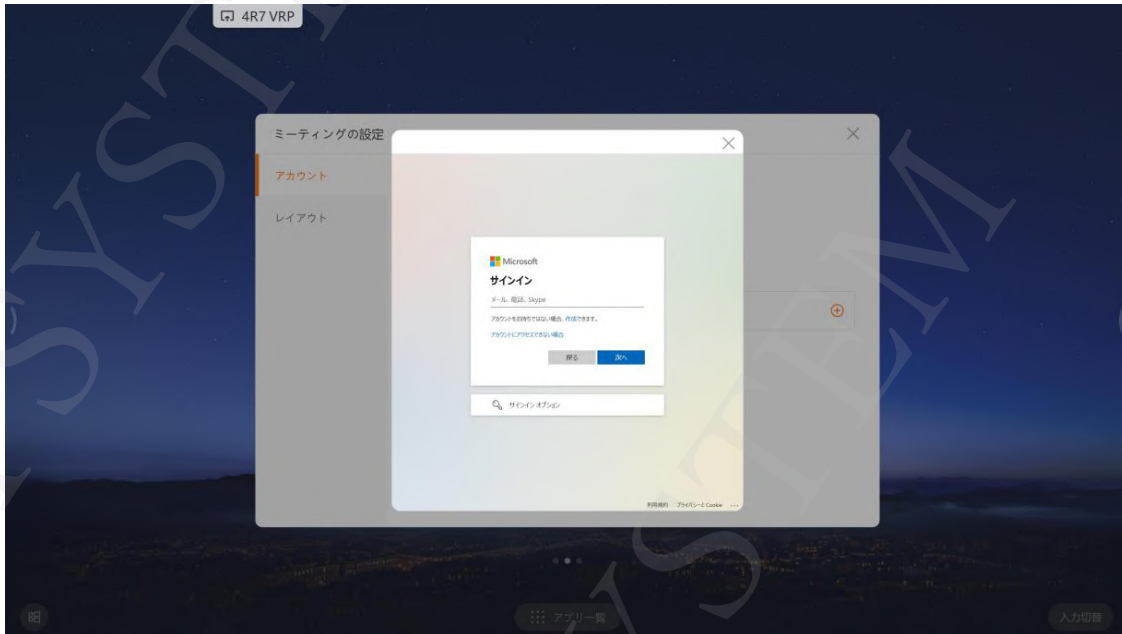 4R7 VRP
ミーティングの設定
アカウント
レイアウト
Microsoft
サインイン
メール、電話、Skype
アカウントをお持ちではない場合、作成できます。
アカウントにアクセスできない場合
戻る 次へ
サインイン オプション
利用規約 プライバシーと Cookie ...
アプリ一覧
入力切替
SYSTEM
SYSTEM